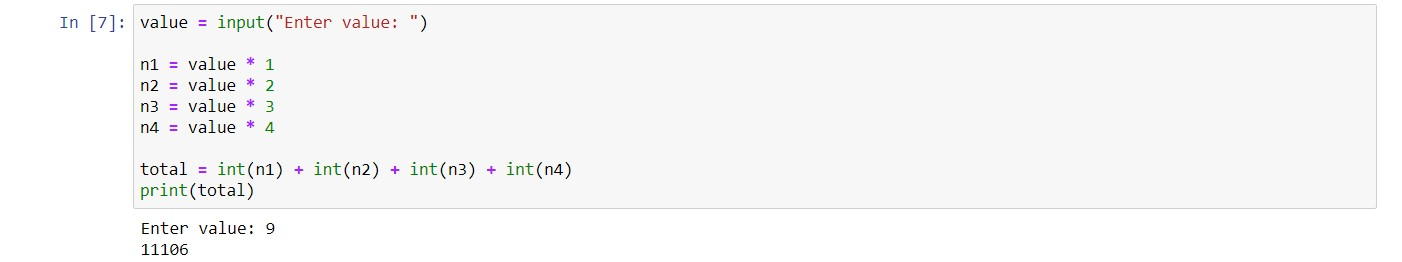 In [7]: value = input("Enter value: ")
n1 = value * 1
n2 = value * 2
n3 = value * 3
n4 = value * 4
total = int(n1) + int(n2) + int(n3) + int(n4)
print(total)
Enter value: 9
11106